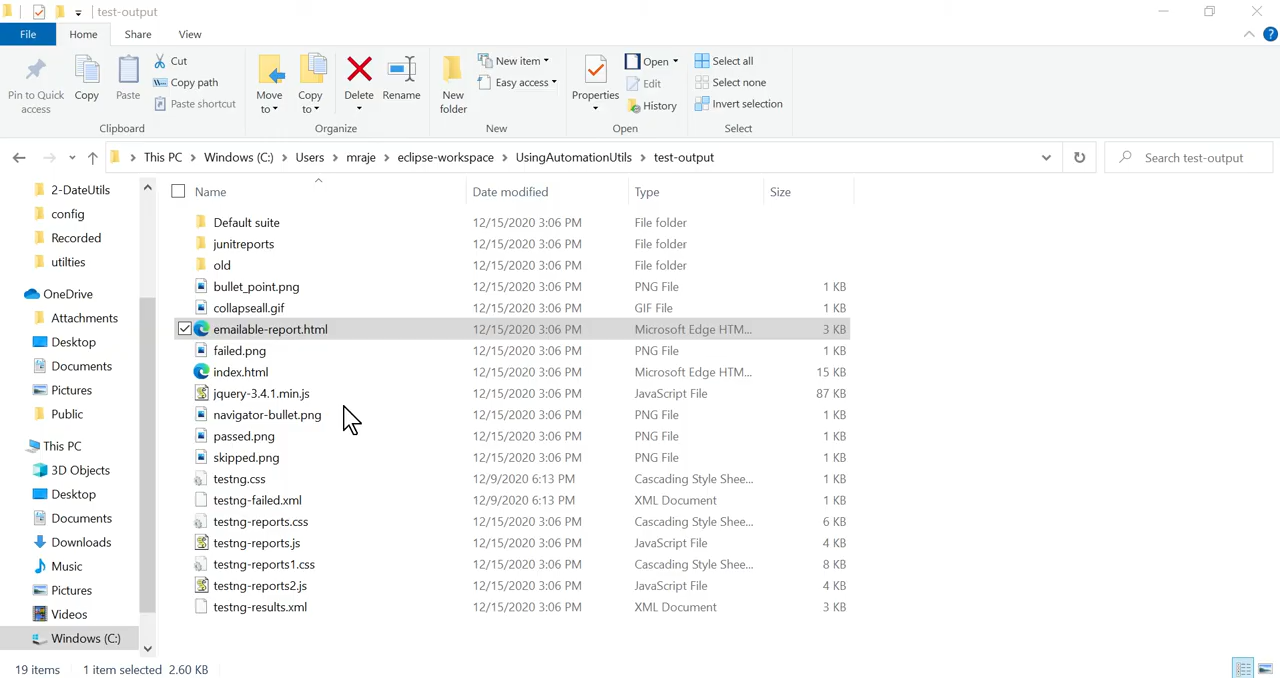 test-output
File Home Share View
Pin to Quick access
Copy
Paste
Cut
Copy path
Paste shortcut
Clipboard
Move to
Copy to
Delete
Rename
Organize
New folder
New item
Easy access
New
Properties
Open
Edit
History
Open
Select all
Select none
Invert selection
Select
This PC > Windows (C:) > Users > mraje > eclipse-workspace > UsingAutomationUtils > test-output
Search test-output
2-DateUtils
config
Recorded
utilties
OneDrive
Attachments
Desktop
Documents
Pictures
Public
This PC
3D Objects
Desktop
Documents
Downloads
Music
Pictures
Videos
Windows (C:)
Name Date modified Type Size
Default suite 12/15/2020 3:06 PM File folder
junitreports 12/15/2020 3:06 PM File folder
old 12/15/2020 3:06 PM File folder
bullet_point.png 12/15/2020 3:06 PM PNG File 1 KB
collapseall.gif 12/15/2020 3:06 PM GIF File 1 KB
emailable-report.html 12/15/2020 3:06 PM Microsoft Edge HTM... 3 KB
failed.png 12/15/2020 3:06 PM PNG File 1 KB
index.html 12/15/2020 3:06 PM Microsoft Edge HTM... 15 KB
jquery-3.4.1.min.js 12/15/2020 3:06 PM JavaScript File 87 KB
navigator-bullet.png 12/15/2020 3:06 PM PNG File 1 KB
passed.png 12/15/2020 3:06 PM PNG File 1 KB
skipped.png 12/15/2020 3:06 PM PNG File 1 KB
testng.css 12/9/2020 6:13 PM Cascading Style Shee... 1 KB
testng-failed.xml 12/9/2020 6:13 PM XML Document 1 KB
testng-reports.css 12/15/2020 3:06 PM Cascading Style Shee... 6 KB
testng-reports.js 12/15/2020 3:06 PM JavaScript File 4 KB
testng-reports1.css 12/15/2020 3:06 PM Cascading Style Shee... 8 KB
testng-reports2.js 12/15/2020 3:06 PM JavaScript File 4 KB
testng-results.xml 12/15/2020 3:06 PM XML Document 3 KB
19 items 1 item selected 2.60 KB